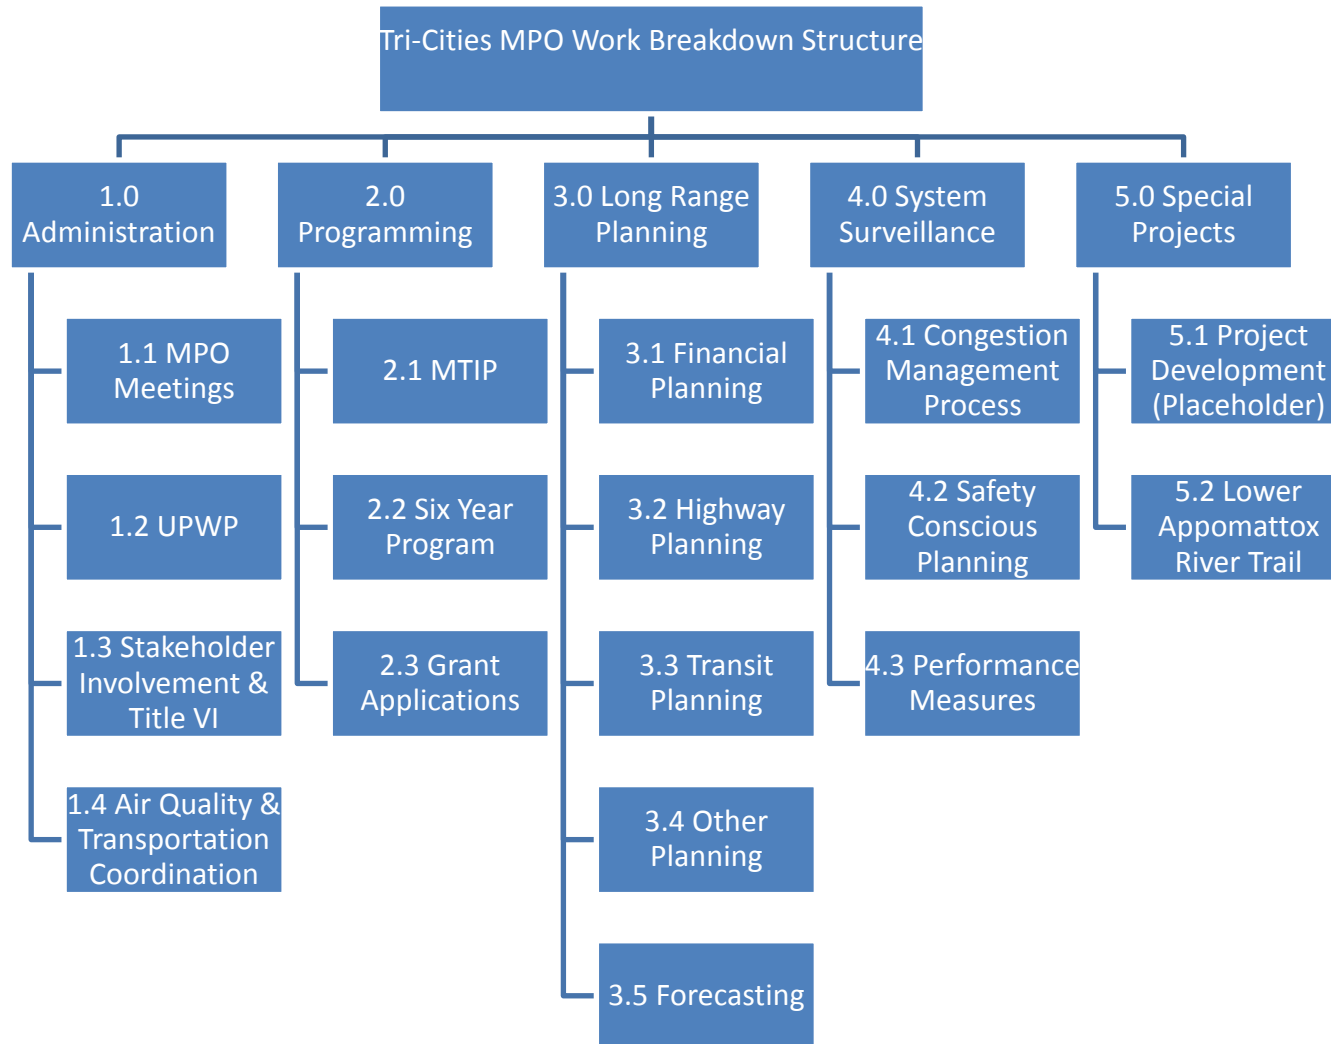 Tri-Cities MPO Work Breakdown Structure
1.0
Administration
1.1 MPO
Meetings
1.2 UPWP
1.3 Stakeholder
Involvement &
Title VI
1.4 Air Quality &
Transportation
Coordination
2.0
Programming
2.1 MTIP
2.2 Six Year
Program
2.3 Grant
Applications
3.0 Long Range
Planning
3.1 Financial
Planning
3.2 Highway
Planning
3.3 Transit
Planning
3.4 Other
Planning
3.5 Forecasting
4.0 System
Surveillance
4.1 Congestion
Management
Process
4.2 Safety
Conscious
Planning
4.3 Performance
Measures
5.0 Special
Projects
5.1 Project
Development
(Placeholder)
5.2 Lower
Appomattox
River Trail